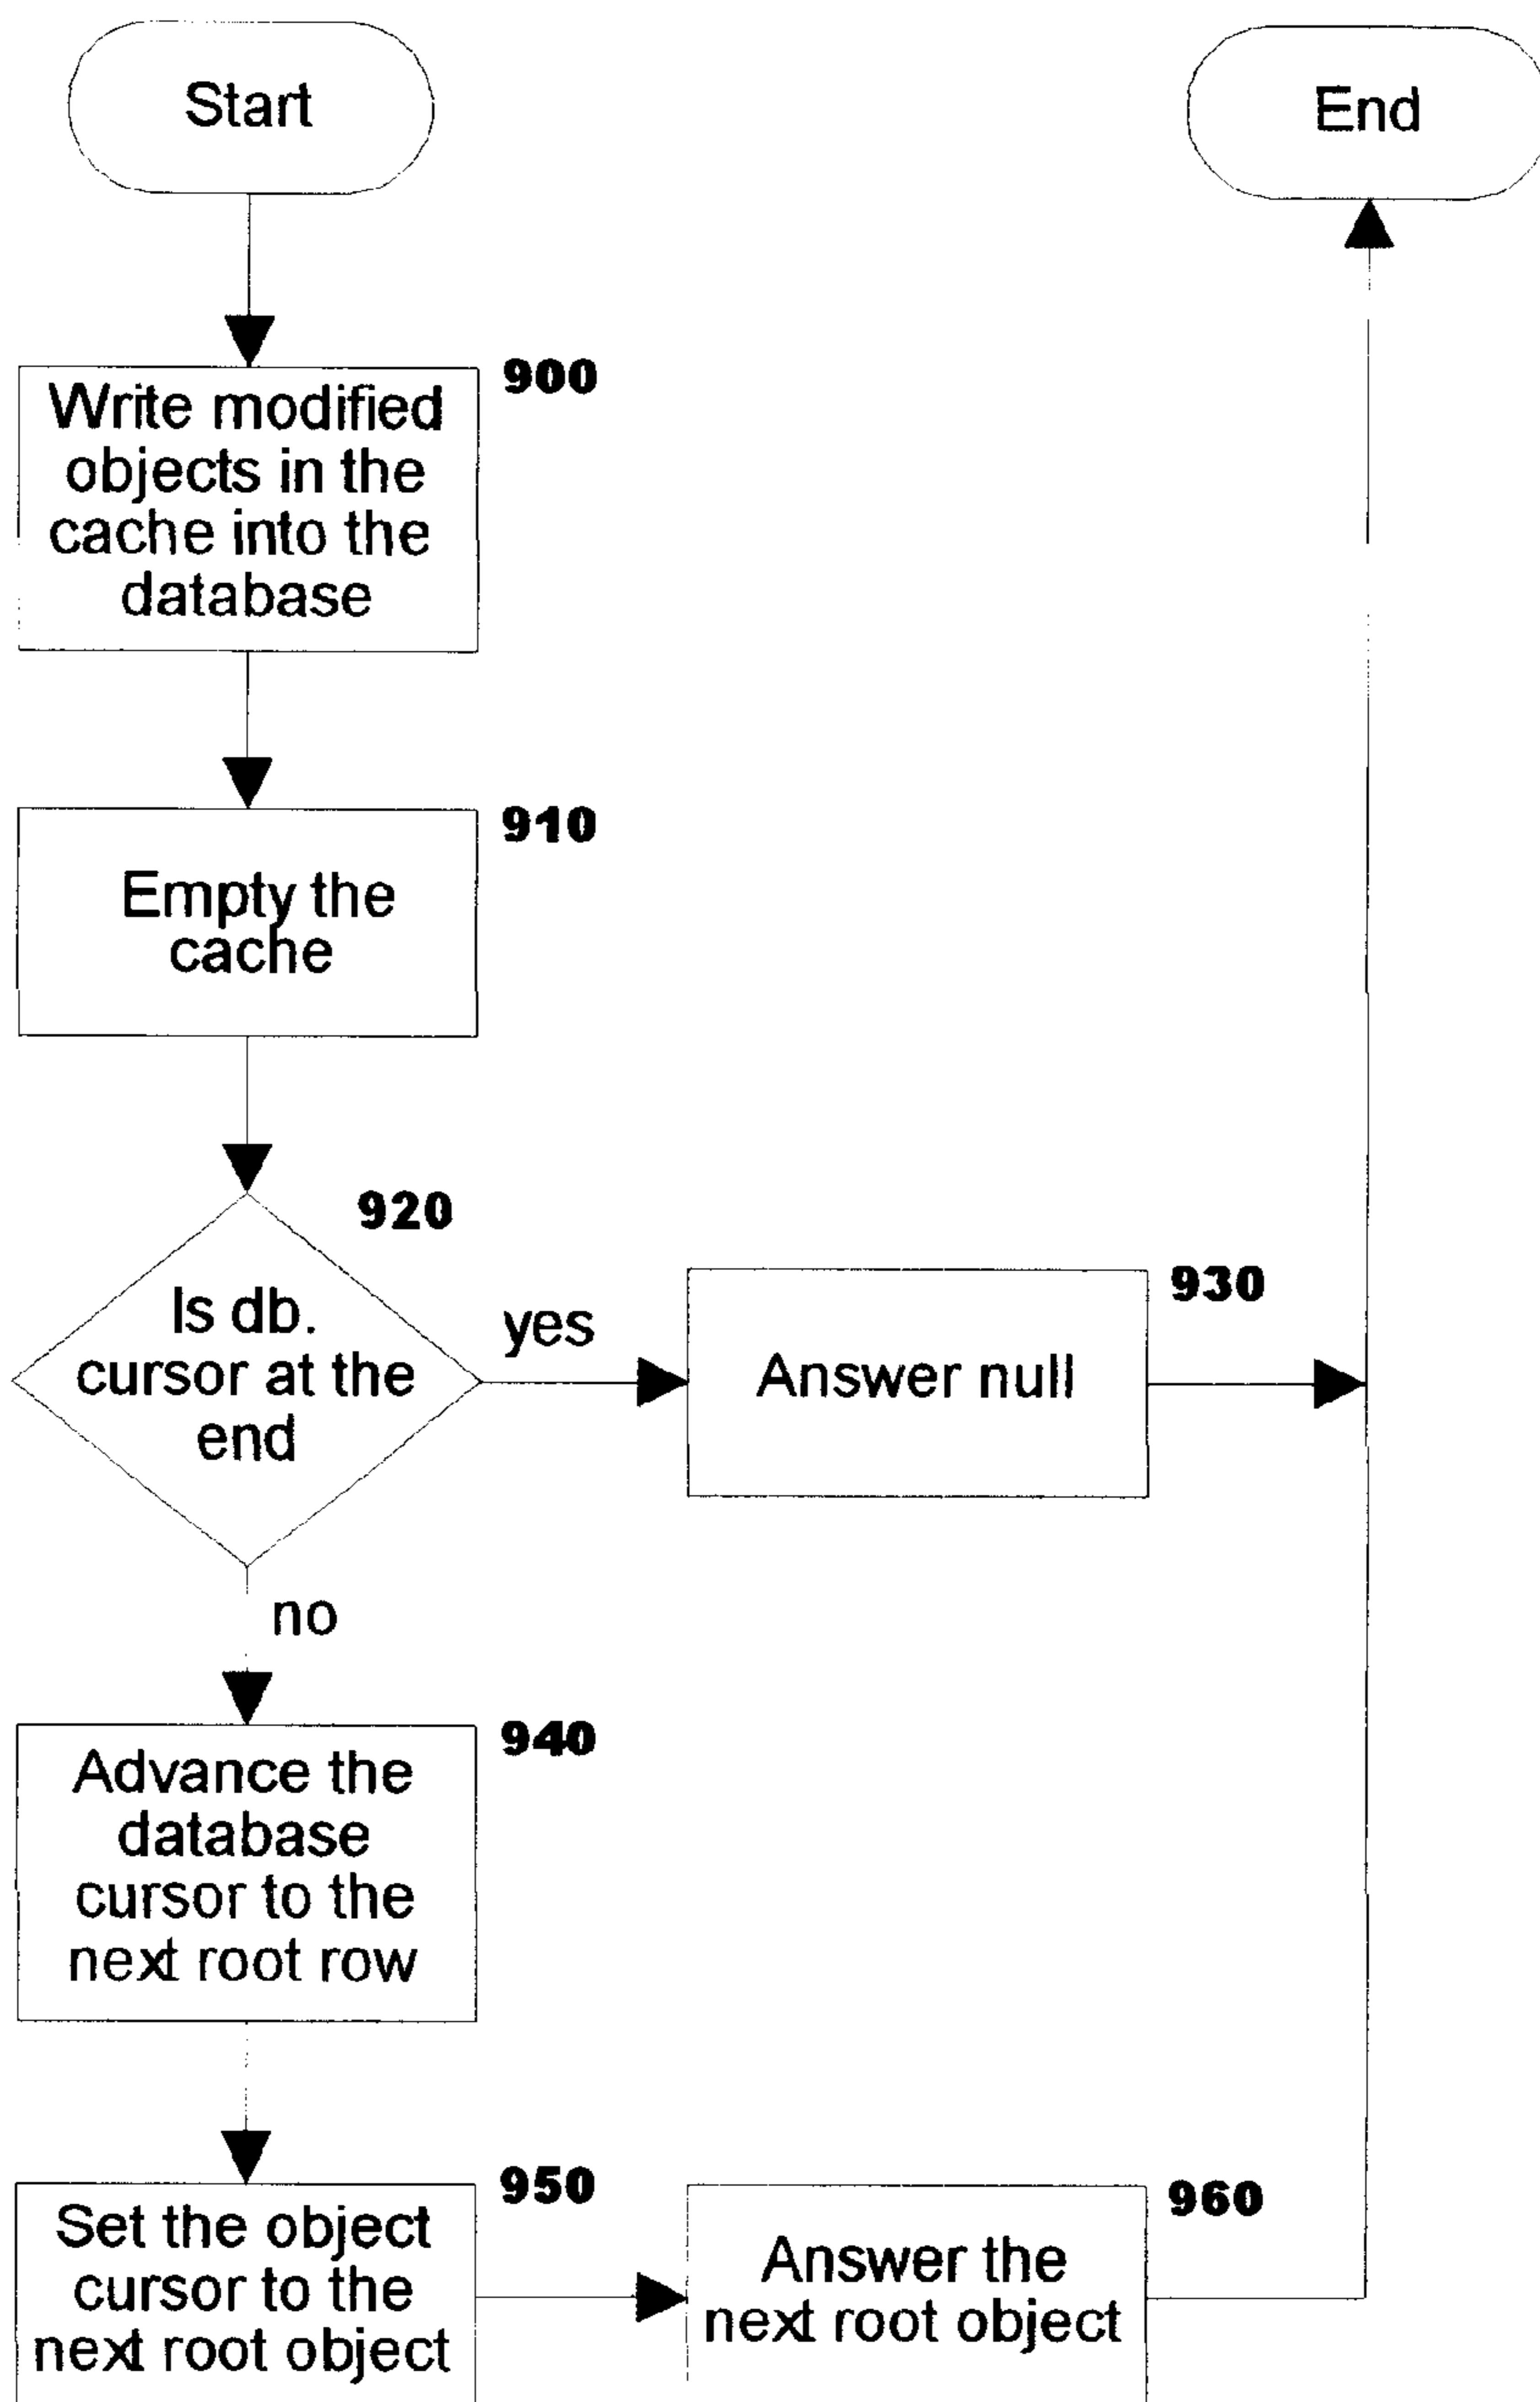 Start
End
900
Write modified
objects in the
cache into the
database
910
Empty the
cache
920
Is db.
cursor at the
end
yes
930
Answer null
no
940
Advance the
database
cursor to the
next root row
950
Set the object
cursor to the
next root object
960
Answer the
next root object